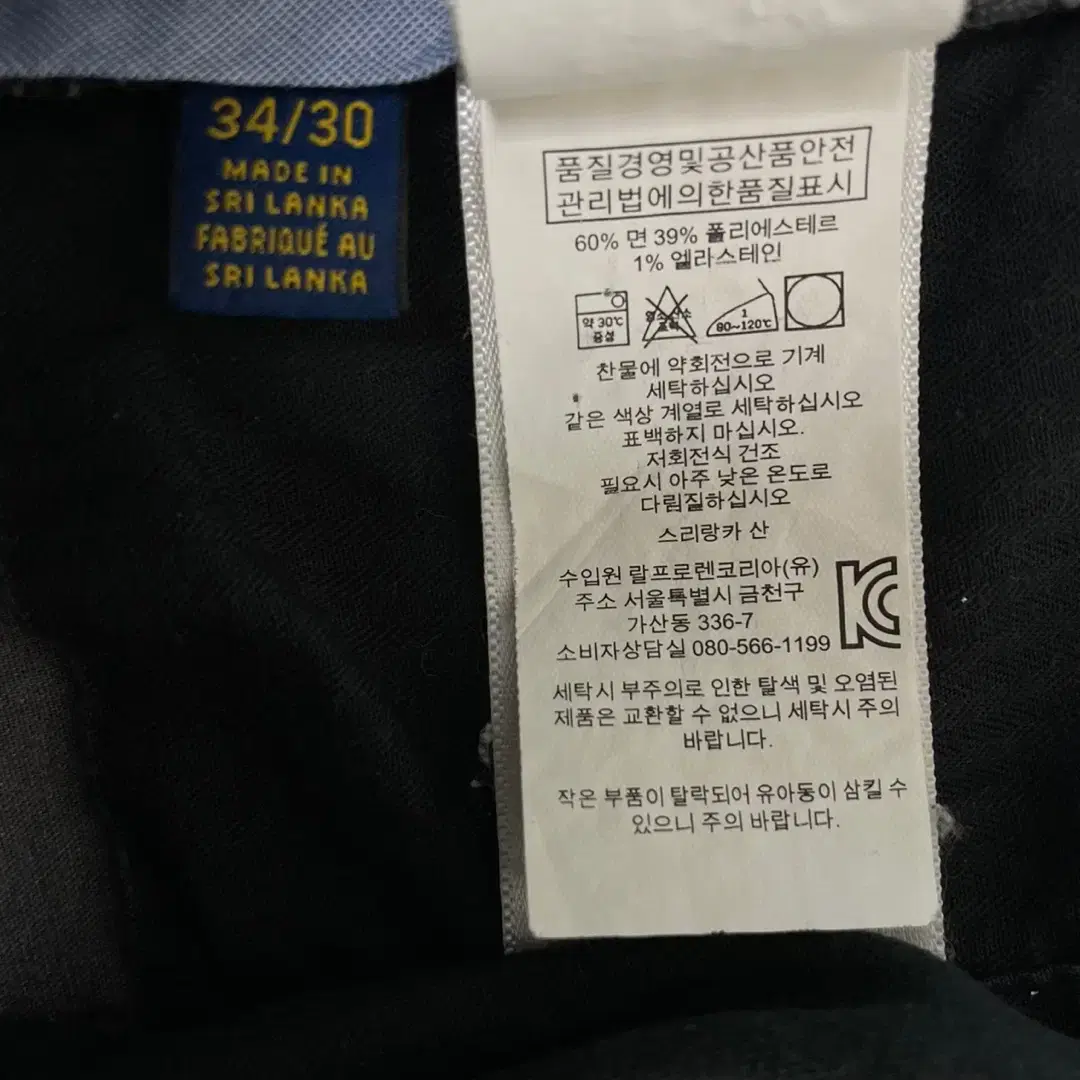 34/30
MADE IN
SRI LANKA
FABRIQUÉ AU
SRI LANKA
품질경영및공산품안전
관리법에의한품질표시
60% 면 39% 폴리에스테르
1% 엘라스테인
약 30℃
중성
1
80~120℃
찬물에 약회전으로 기계
세탁하십시오
같은 색상 계열로 세탁하십시오
표백하지 마십시오.
저회전식 건조
필요시 아주 낮은 온도로
다림질하십시오
스리랑카 산
수입원 랄프로렌코리아(유)
주소 서울특별시 금천구
가산동 336-7
소비자상담실 080-566-1199
세탁시 부주의로 인한 탈색 및 오염된
제품은 교환할 수 없으니 세탁시 주의
바랍니다.
작은 부품이 탈락되어 유아동이 삼킬 수
있으니 주의 바랍니다.